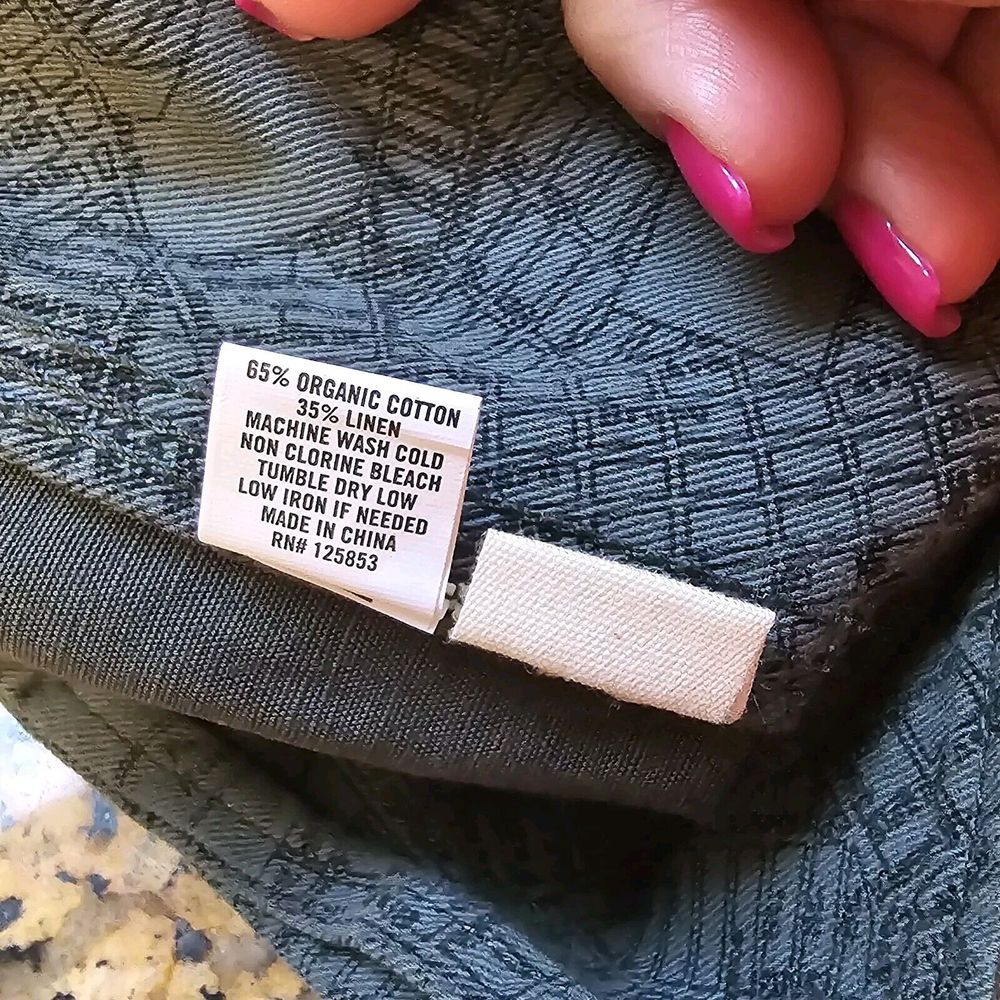 65% ORGANIC COTTON
35% LINEN
MACHINE WASH COLD
NON CLORINE BLEACH
TUMBLE DRY LOW
LOW IRON IF NEEDED
MADE IN CHINA
RN# 125853